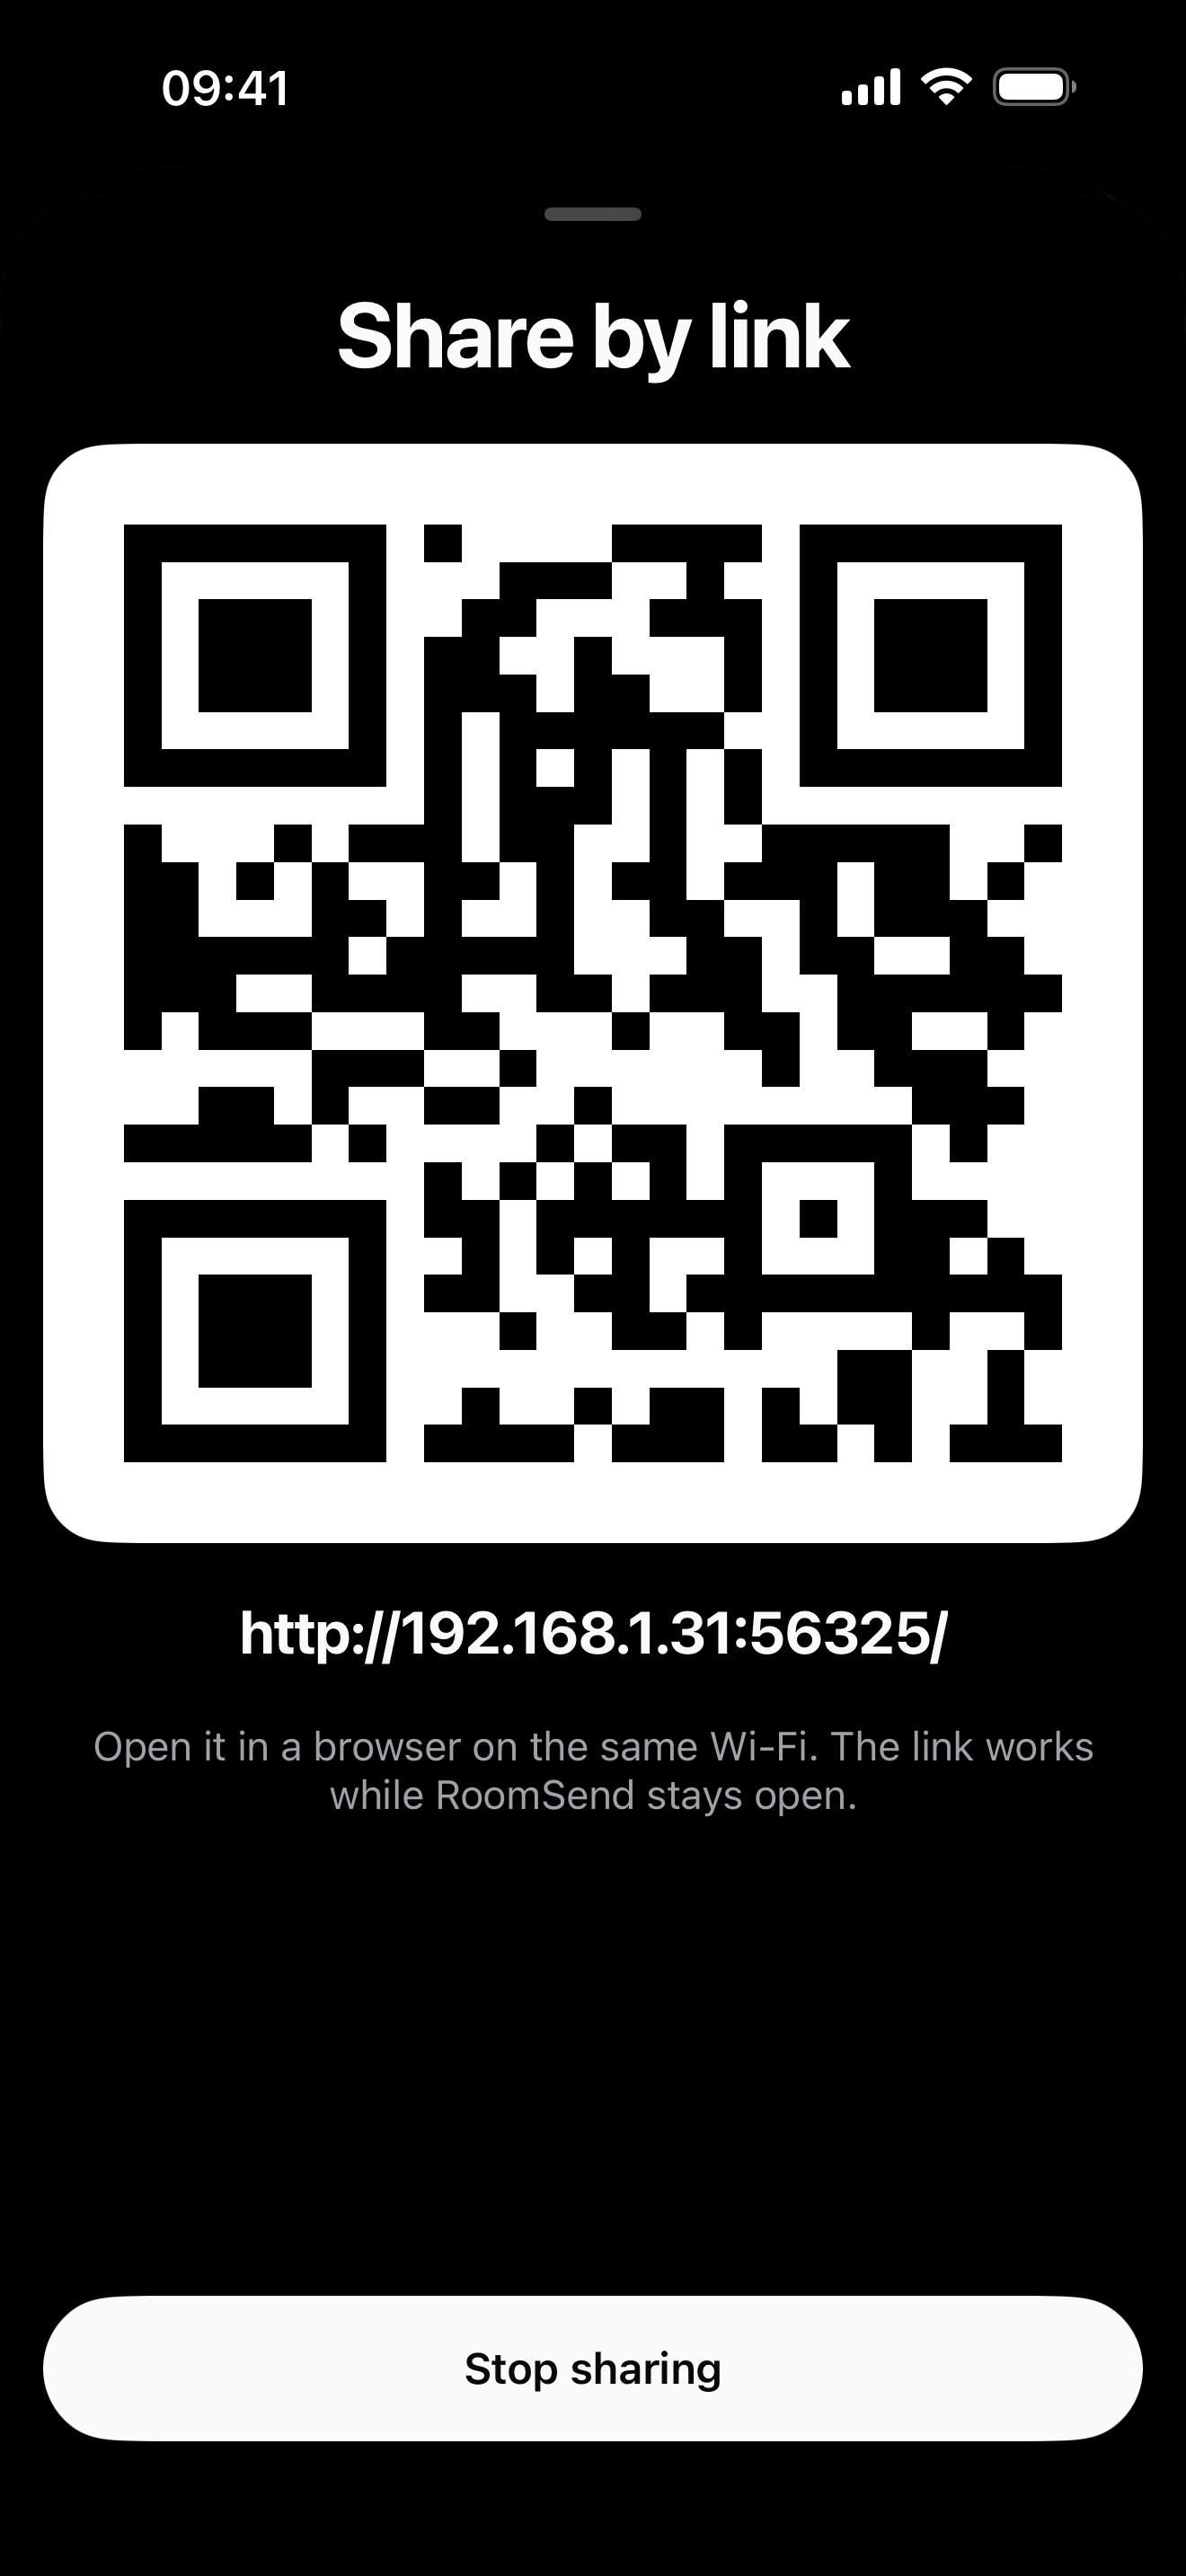 09:41
Share by link
http://192.168.1.31:56325/
Open it in a browser on the same Wi-Fi. The link works
while RoomSend stays open.
Stop sharing